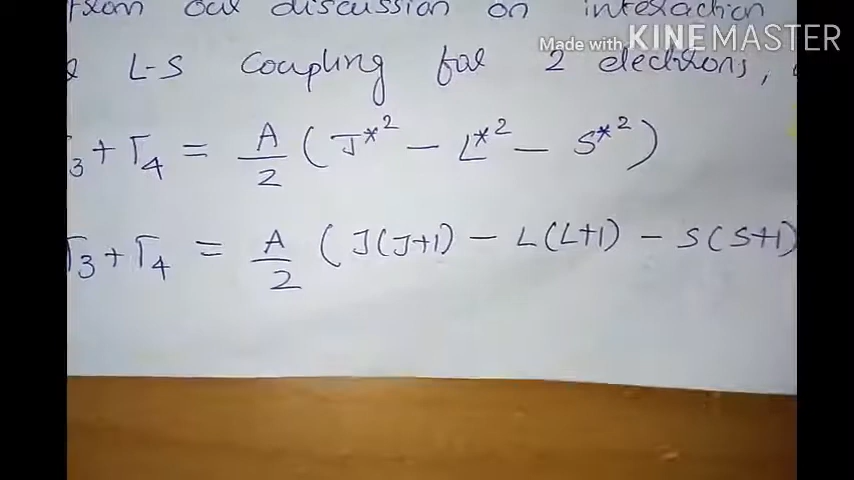 from our discussion on interaction
Made with KINEMASTER
L-S Coupling for 2 electrons,
Γ₃ + Γ₄ = A/2 (J*² - L*² - S*²)
Γ₃ + Γ₄ = A/2 (J(J+1) - L(L+1) - S(S+1)